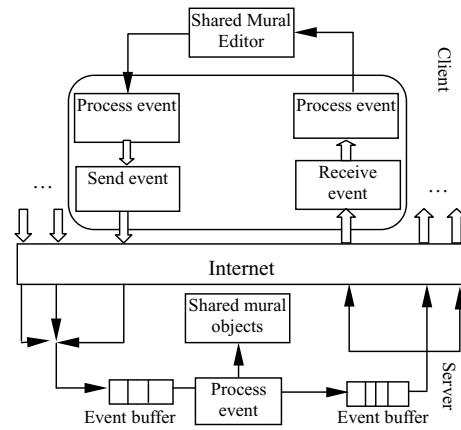 Shared Mural
Editor
Client
Process event
Process event
Send event
Receive
event
...
...
Internet
Shared mural
objects
Server
Process
event
Event buffer
Event buffer